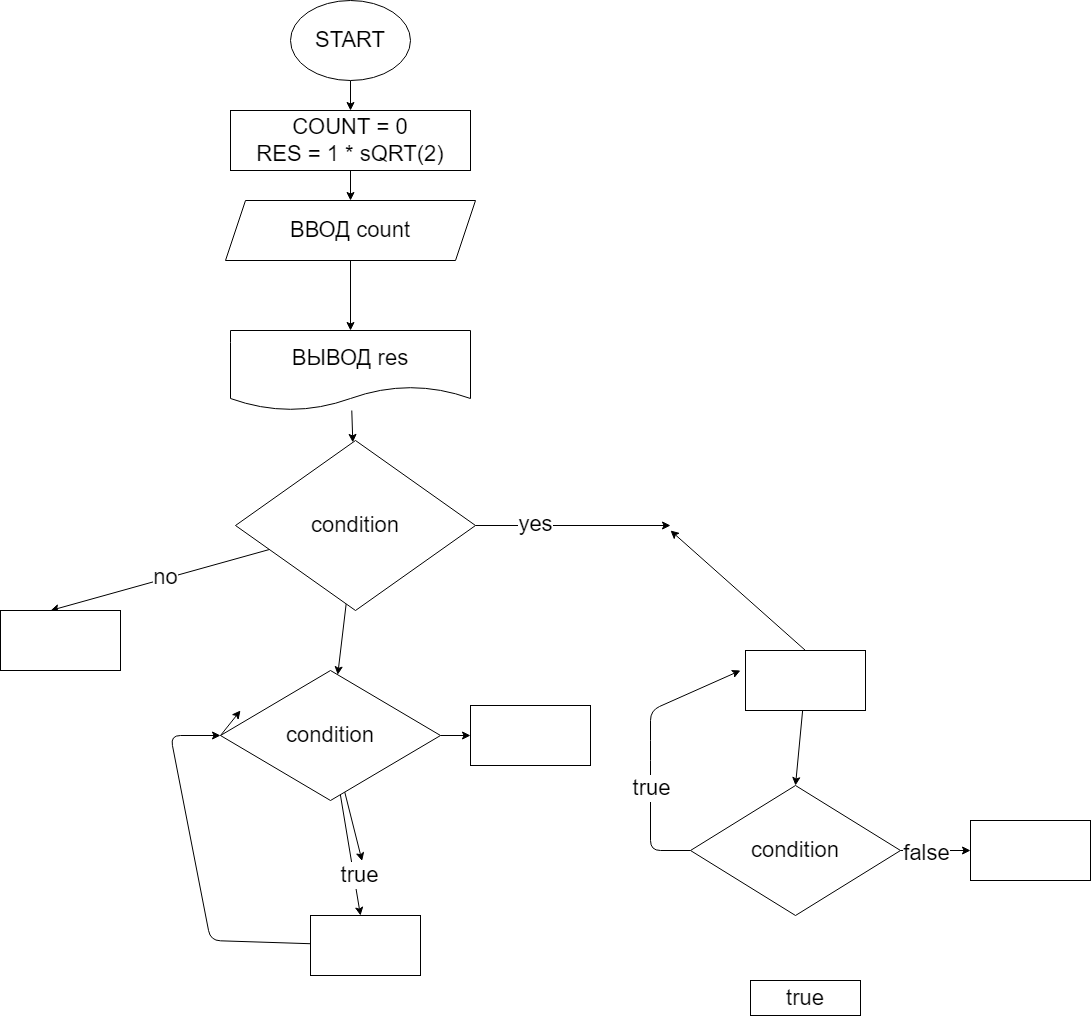 START
COUNT = 0
RES = 1 * sQRT(2)
ВВОД count
ВЫВОД res
condition
yes
no
condition
true
true
condition
false
true